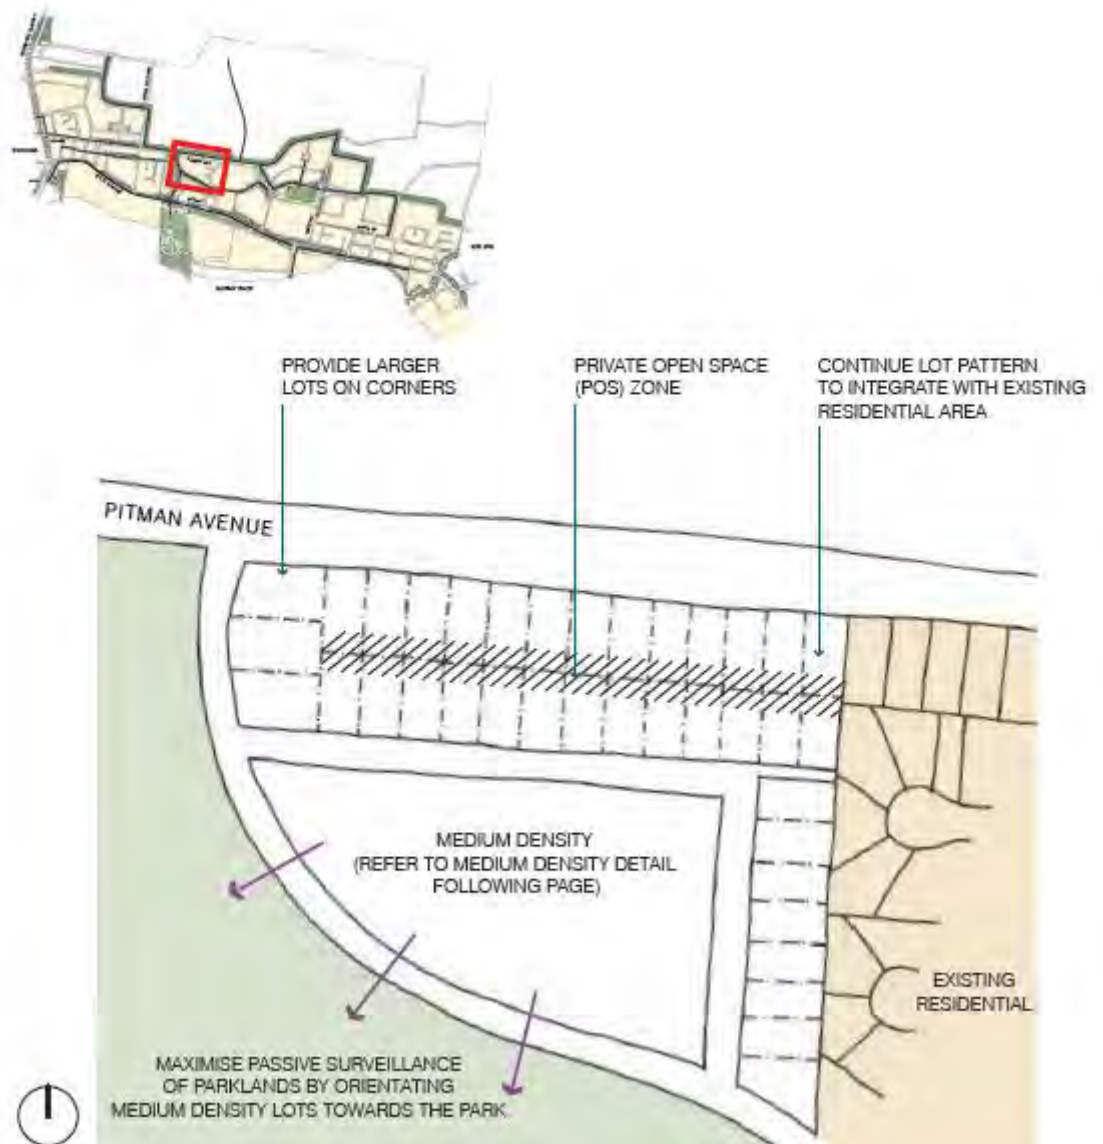 PROVIDE LARGER
LOTS ON CORNERS
PRIVATE OPEN SPACE
(POS) ZONE
CONTINUE LOT PATTERN
TO INTEGRATE WITH EXISTING
RESIDENTIAL AREA
PITMAN AVENUE
MEDIUM DENSITY
(REFER TO MEDIUM DENSITY DETAIL
FOLLOWING PAGE)
EXISTING
RESIDENTIAL
MAXIMISE PASSIVE SURVEILLANCE
OF PARKLANDS BY ORIENTATING
MEDIUM DENSITY LOTS TOWARDS THE PARK